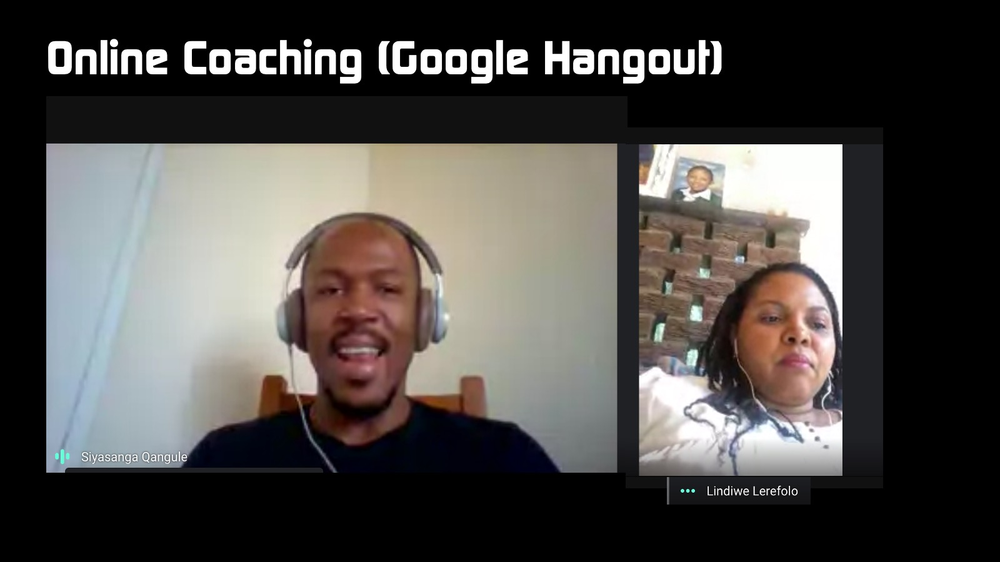 Online Coaching (Google Hangout)
Siyasanga Qangule
Lindiwe Lerefolo